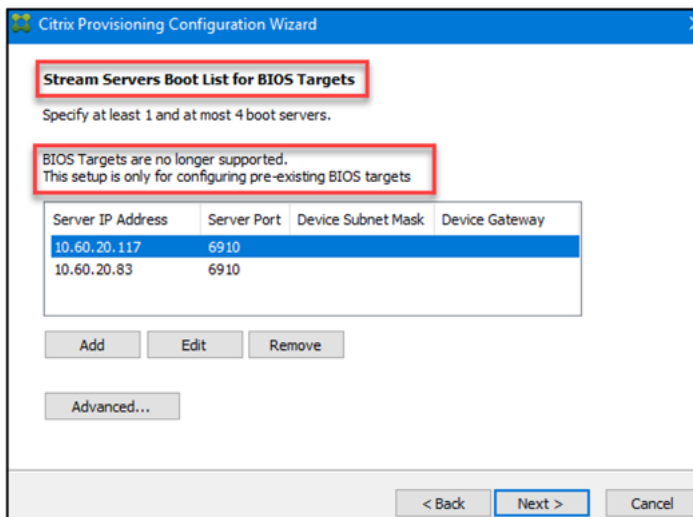 Citrix Provisioning Configuration Wizard
Stream Servers Boot List for BIOS Targets
Specify at least 1 and at most 4 boot servers.
BIOS Targets are no longer supported.
This setup is only for configuring pre-existing BIOS targets
Server IP Address Server Port Device Subnet Mask Device Gateway
10.60.20.117 6910
10.60.20.83 6910
Add Edit Remove
Advanced...
< Back Next > Cancel